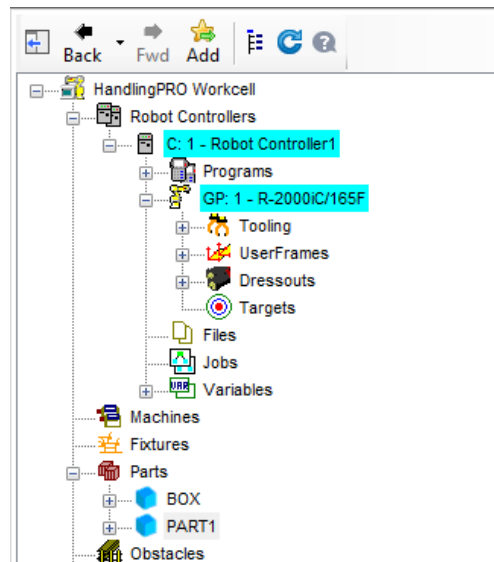 Back Fwd Add
HandlingPRO Workcell
Robot Controllers
C: 1 - Robot Controller1
Programs
GP: 1 - R-2000iC/165F
Tooling
UserFrames
Dressouts
Targets
Files
Jobs
VAR Variables
Machines
Fixtures
Parts
BOX
PART1
Obstacles